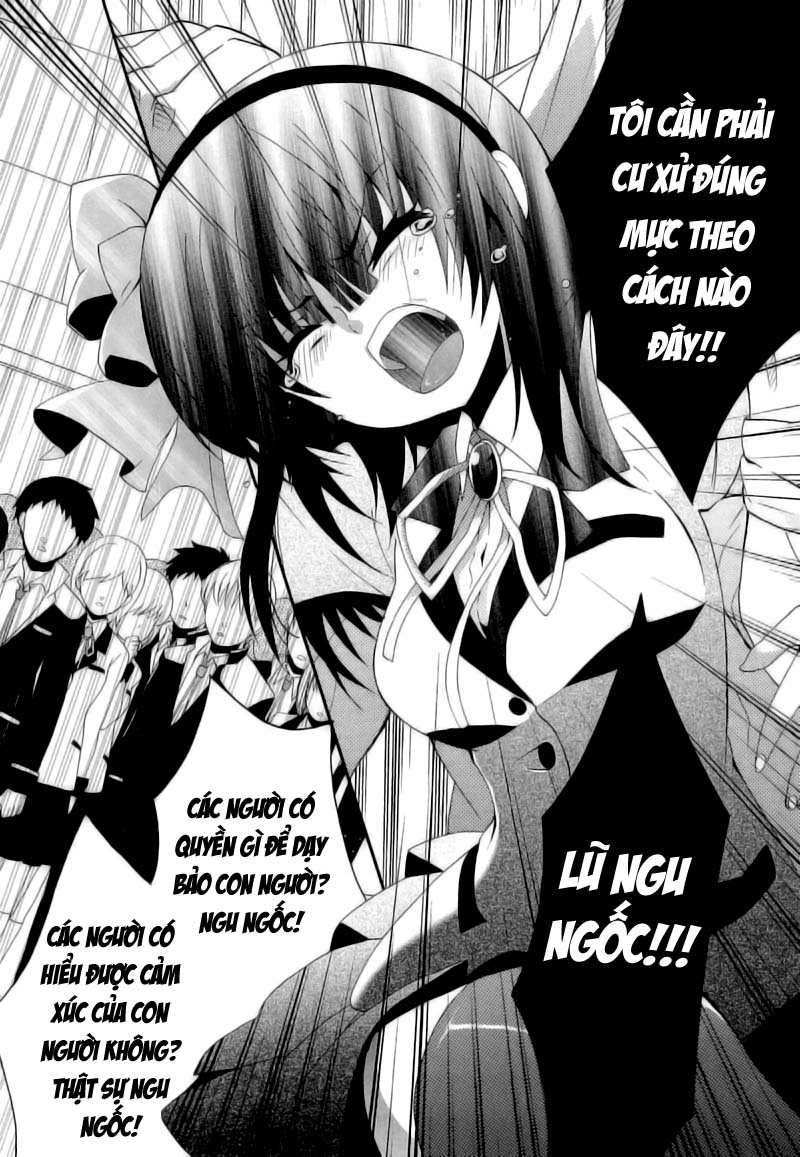 TÔI CẦN PHẢI
CƯ XỬ ĐÚNG
MỰC THEO
CÁCH NÀO
ĐÂY!!
LŨ NGU
NGỐC!!!
CÁC NGƯỜI CÓ
QUYỀN GÌ ĐỂ DẠY
BẢO CON NGƯỜI?
NGU NGỐC!
CÁC NGƯỜI CÓ
HIỂU ĐƯỢC CẢM
XÚC CỦA CON
NGƯỜI KHÔNG?
THẬT SỰ NGU
NGỐC!